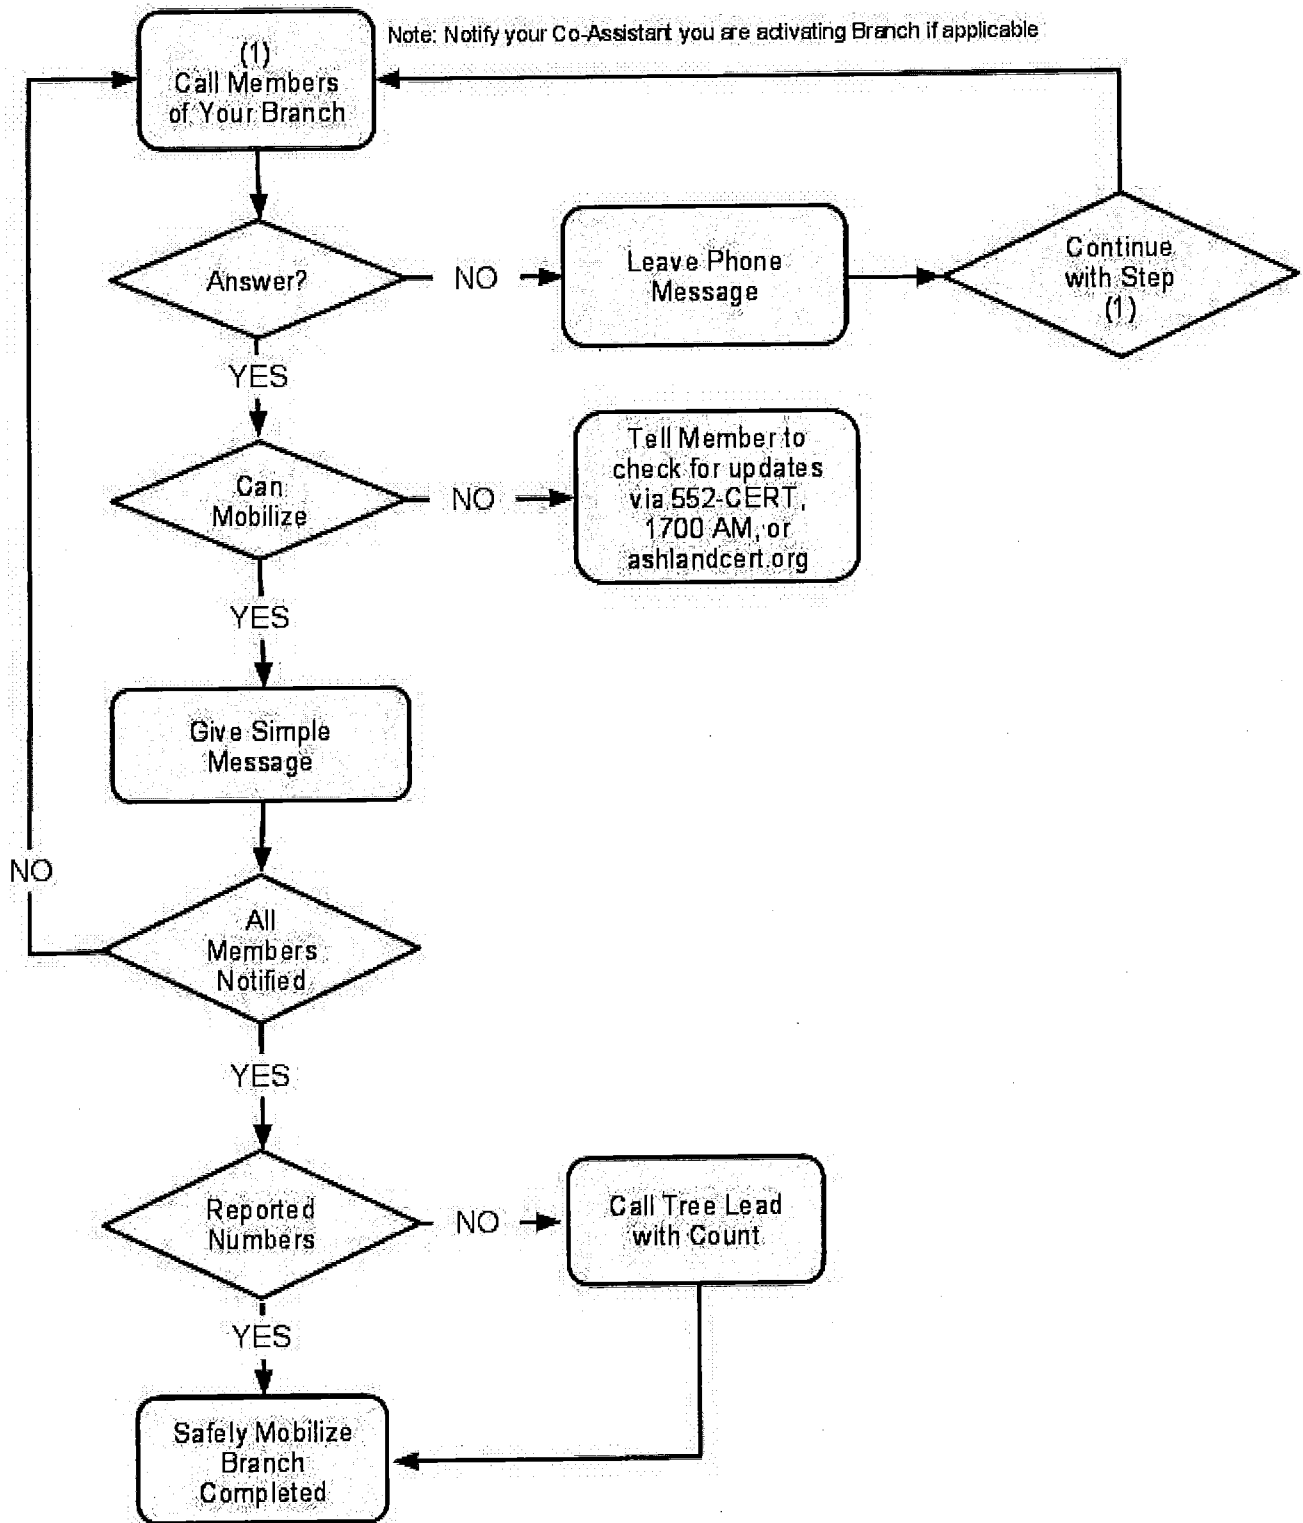 Note: Notify your Co-Assistant you are activating Branch if applicable
(1)
Call Members
of Your Branch
Answer?
NO
Leave Phone
Message
Continue
with Step
(1)
YES
Can
Mobilize
NO
Tell Member to
check for updates
via 552-CERT,
1700 AM, or
ashlandcert.org
YES
Give Simple
Message
NO
All
Members
Notified
YES
Reported
Numbers
NO
Call Tree Lead
with Count
YES
Safely Mobilize
Branch
Completed